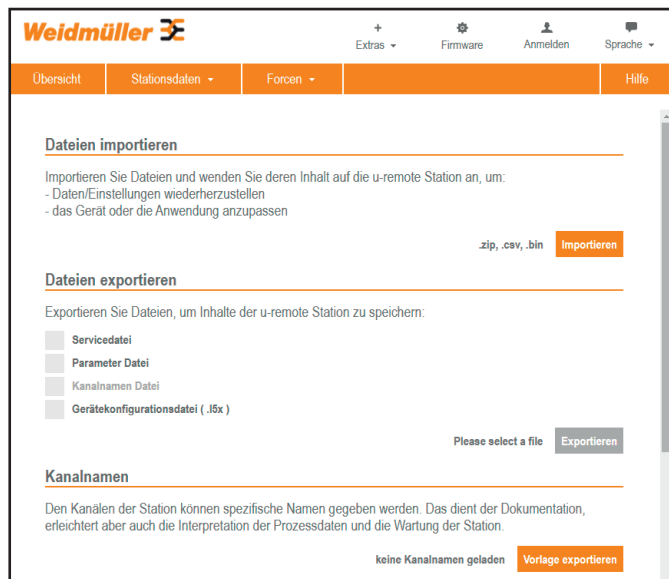 Weidmüller
Extras
Firmware
Anmelden
Sprache
Übersicht
Stationsdaten
Forcen
Hilfe
Dateien importieren
Importieren Sie Dateien und wenden Sie deren Inhalt auf die u-remote Station an, um:
- Daten/Einstellungen wiederherzustellen
- das Gerät oder die Anwendung anzupassen
.zip, .csv, .bin
Importieren
Dateien exportieren
Exportieren Sie Dateien, um Inhalte der u-remote Station zu speichern:
Servicedatei
Parameter Datei
Kanalnamen Datei
Gerätekonfigurationsdatei ( .l5x )
Please select a file
Exportieren
Kanalnamen
Den Kanälen der Station können spezifische Namen gegeben werden. Das dient der Dokumentation,
erleichtert aber auch die Interpretation der Prozessdaten und die Wartung der Station.
keine Kanalnamen geladen
Vorlage exportieren